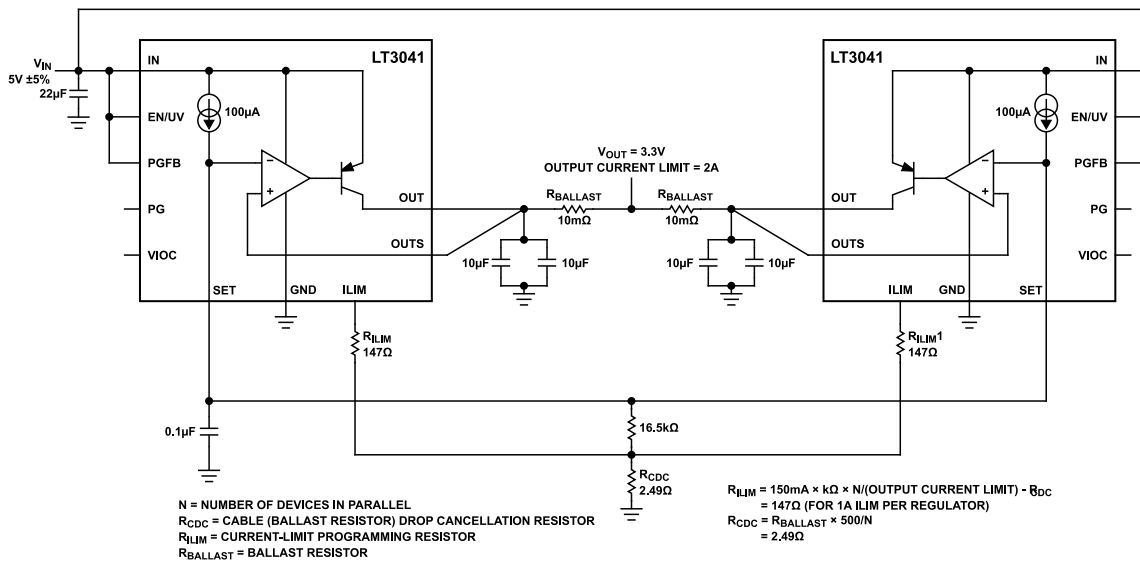 LT3041
LT3041
VIN
5V ±5%
22µF
IN
EN/UV
PGFB
PG
VIOC
100µA
−
+
OUT
OUTS
SET
GND
ILIM
RBALLAST
10mΩ
VOUT = 3.3V
OUTPUT CURRENT LIMIT = 2A
RBALLAST
10mΩ
10µF
10µF
10µF
10µF
IN
EN/UV
PGFB
PG
VIOC
100µA
−
+
OUT
OUTS
ILIM
GND
SET
RILIM
147Ω
RILIM1
147Ω
0.1µF
16.5kΩ
RCDC
2.49Ω
N = NUMBER OF DEVICES IN PARALLEL
RCDC = CABLE (BALLAST RESISTOR) DROP CANCELLATION RESISTOR
RILIM = CURRENT-LIMIT PROGRAMMING RESISTOR
RBALLAST = BALLAST RESISTOR
RILIM = 150mA × kΩ × N/(OUTPUT CURRENT LIMIT) - RCDC
= 147Ω (FOR 1A ILIM PER REGULATOR)
RCDC = RBALLAST × 500/N
= 2.49Ω